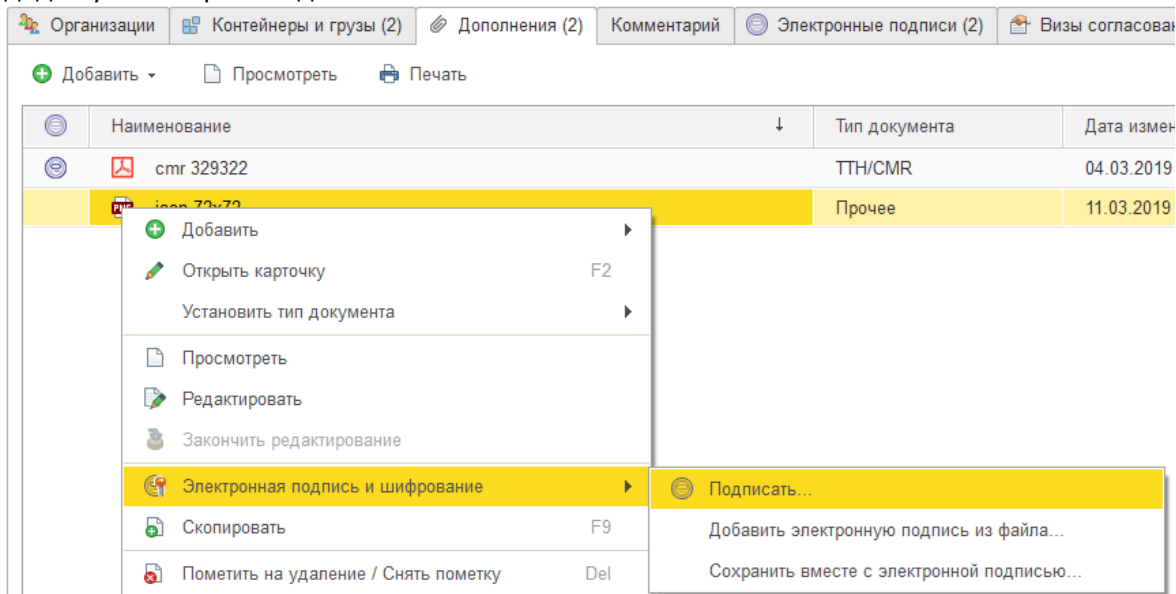 Организации Контейнеры и грузы (2) Дополнения (2) Комментарий Электронные подписи (2) Визы согласован
Добавить Просмотреть Печать
Наименование ↓ Тип документа Дата измен
cmr 329322 ТТН/CMR 04.03.2019
PNG icon 72x72 Прочее 11.03.2019
Добавить
Открыть карточку F2
Установить тип документа
Просмотреть
Редактировать
Закончить редактирование
Электронная подпись и шифрование Подписать...
Скопировать F9 Добавить электронную подпись из файла...
Пометить на удаление / Снять пометку Del Сохранить вместе с электронной подписью...